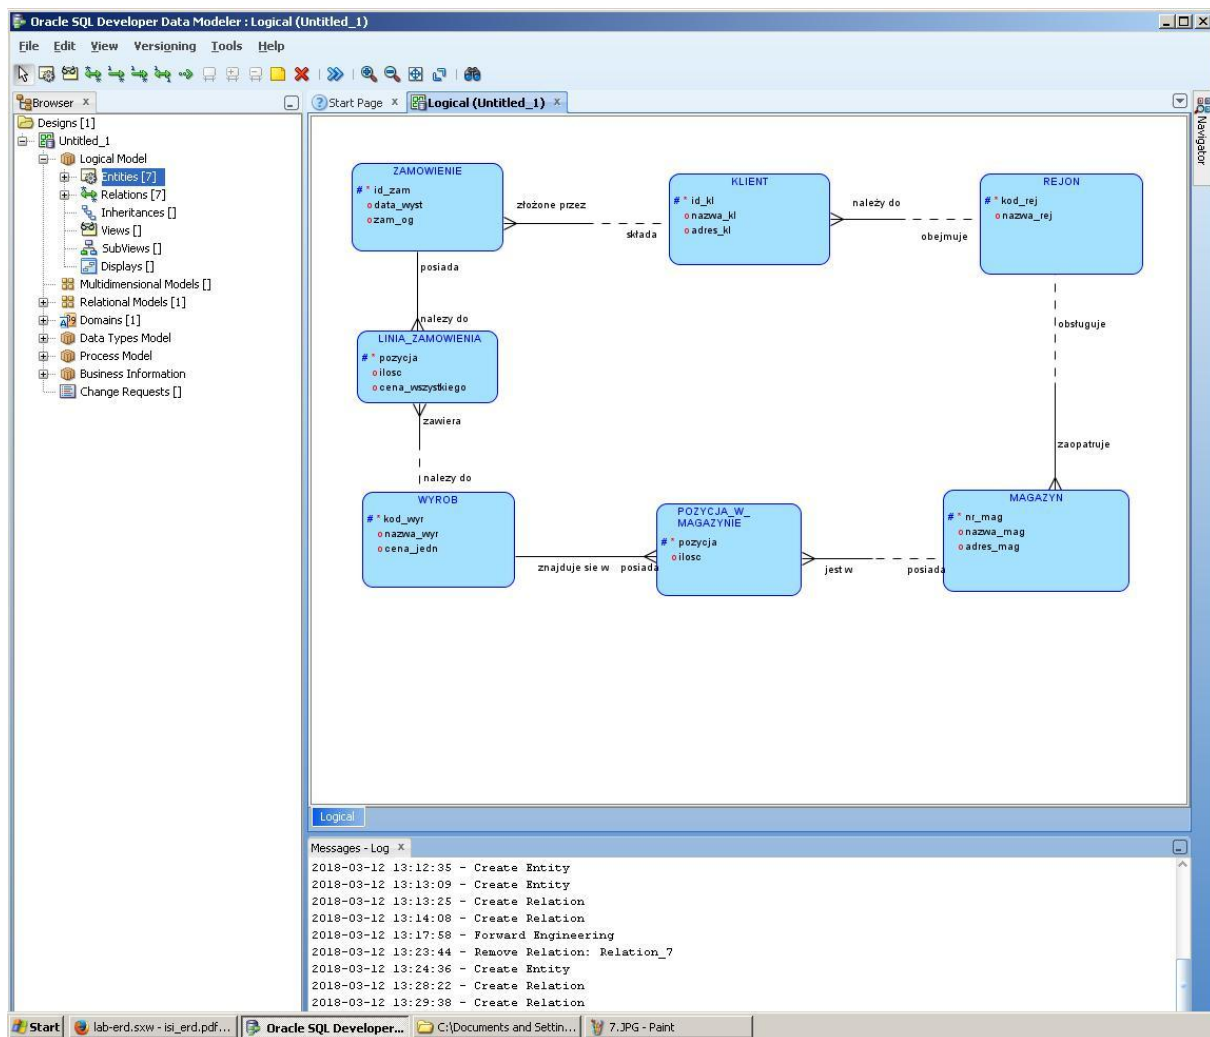 Oracle SQL Developer Data Modeler : Logical (Untitled_1)
File Edit View Versioning Tools Help
Browser x
Start Page x
Logical (Untitled_1) x
Navigator
Designs [1]
Untitled_1
Logical Model
Entities [7]
Relations [7]
Inheritances []
Views []
SubViews []
Displays []
Multidimensional Models []
Relational Models [1]
Domains [1]
Data Types Model
Process Model
Business Information
Change Requests []
ZAMOWIENIE
# * id_zam
o data_wyst
o zam_og
złożone przez
składa
KLIENT
# * id_kl
o nazwa_kl
o adres_kl
należy do
obejmuje
REJON
# * kod_rej
o nazwa_rej
posiada
nalezy do
obsługuje
zaopatruje
LINIA_ZAMOWIENIA
# * pozycja
o ilosc
o cena_wszystkiego
zawiera
nalezy do
WYROB
# * kod_wyr
o nazwa_wyr
o cena_jedn
znajduje sie w posiada
POZYCJA_W_
MAGAZYNIE
# * pozycja
o ilosc
jest w posiada
MAGAZYN
# * nr_mag
o nazwa_mag
o adres_mag
Logical
Messages - Log x
2018-03-12 13:12:35 - Create Entity
2018-03-12 13:13:09 - Create Entity
2018-03-12 13:13:25 - Create Relation
2018-03-12 13:14:08 - Create Relation
2018-03-12 13:17:58 - Forward Engineering
2018-03-12 13:23:44 - Remove Relation: Relation_7
2018-03-12 13:24:36 - Create Entity
2018-03-12 13:28:22 - Create Relation
2018-03-12 13:29:38 - Create Relation
Start
lab-erd.sxw - isi_erd.pdf...
Oracle SQL Developer...
C:\Documents and Settin...
7.JPG - Paint